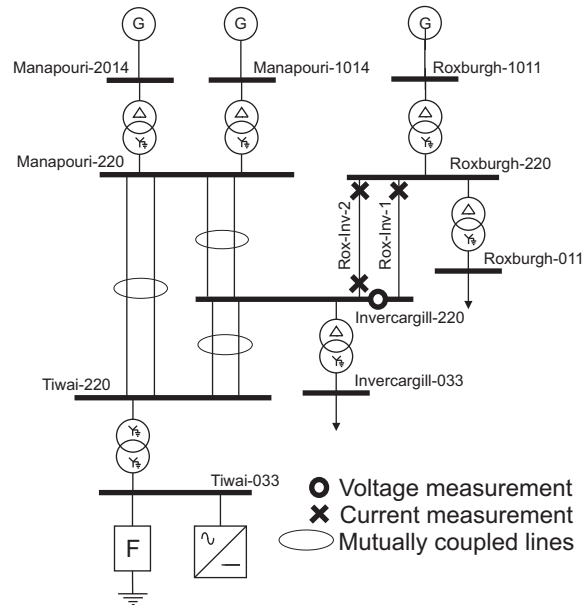 G
G
G
Manapouri-2014
Manapouri-1014
Roxburgh-1011
Manapouri-220
Roxburgh-220
Rox-Inv-2
Rox-Inv-1
Roxburgh-011
Invercargill-220
Tiwai-220
Invercargill-033
Tiwai-033
F
Voltage measurement
Current measurement
Mutually coupled lines